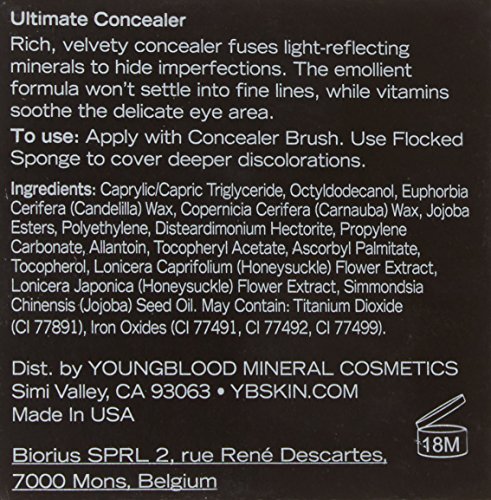 Ultimate Concealer
Rich, velvety concealer fuses light-reflecting
minerals to hide imperfections. The emollient
formula won't settle into fine lines, while vitamins
soothe the delicate eye area.
To use: Apply with Concealer Brush. Use Flocked
Sponge to cover deeper discolorations.
Ingredients: Caprylic/Capric Triglyceride, Octyldodecanol, Euphorbia
Cerifera (Candelilla) Wax, Copernicia Cerifera (Carnauba) Wax, Jojoba
Esters, Polyethylene, Disteardimonium Hectorite, Propylene
Carbonate, Allantoin, Tocopheryl Acetate, Ascorbyl Palmitate,
Tocopherol, Lonicera Caprifolium (Honeysuckle) Flower Extract,
Lonicera Japonica (Honeysuckle) Flower Extract, Simmondsia
Chinensis (Jojoba) Seed Oil. May Contain: Titanium Dioxide
(CI 77891), Iron Oxides (CI 77491, CI 77492, CI 77499).
Dist. by YOUNGBLOOD MINERAL COSMETICS
Simi Valley, CA 93063 • YBSKIN.COM
Made In USA
18M
Biorius SPRL 2, rue René Descartes,
7000 Mons, Belgium